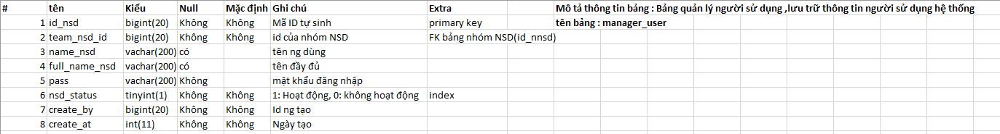 # tên Kiểu Null Mặc định Ghi chú Extra Mô tả thông tin bảng : Bảng quản lý người sử dụng ,lưu trữ thông tin người sử dụng hệ thống
1 id_nsd bigint(20) Không Không Mã ID tự sinh primary key tên bảng : manager_user
2 team_nsd_id bigint(20) Không Không id của nhóm NSD FK bảng nhóm NSD(id_nnsd)
3 name_nsd vachar(200) có tên ng dùng
4 full_name_nsd vachar(200) có tên đầy đủ
5 pass vachar(200) Không mật khẩu đăng nhập
6 nsd_status tinyint(1) Không Không 1: Hoạt động, 0: không hoạt động index
7 create_by bigint(20) Không Không Id ng tạo
8 create_at int(11) Không Không Ngày tạo